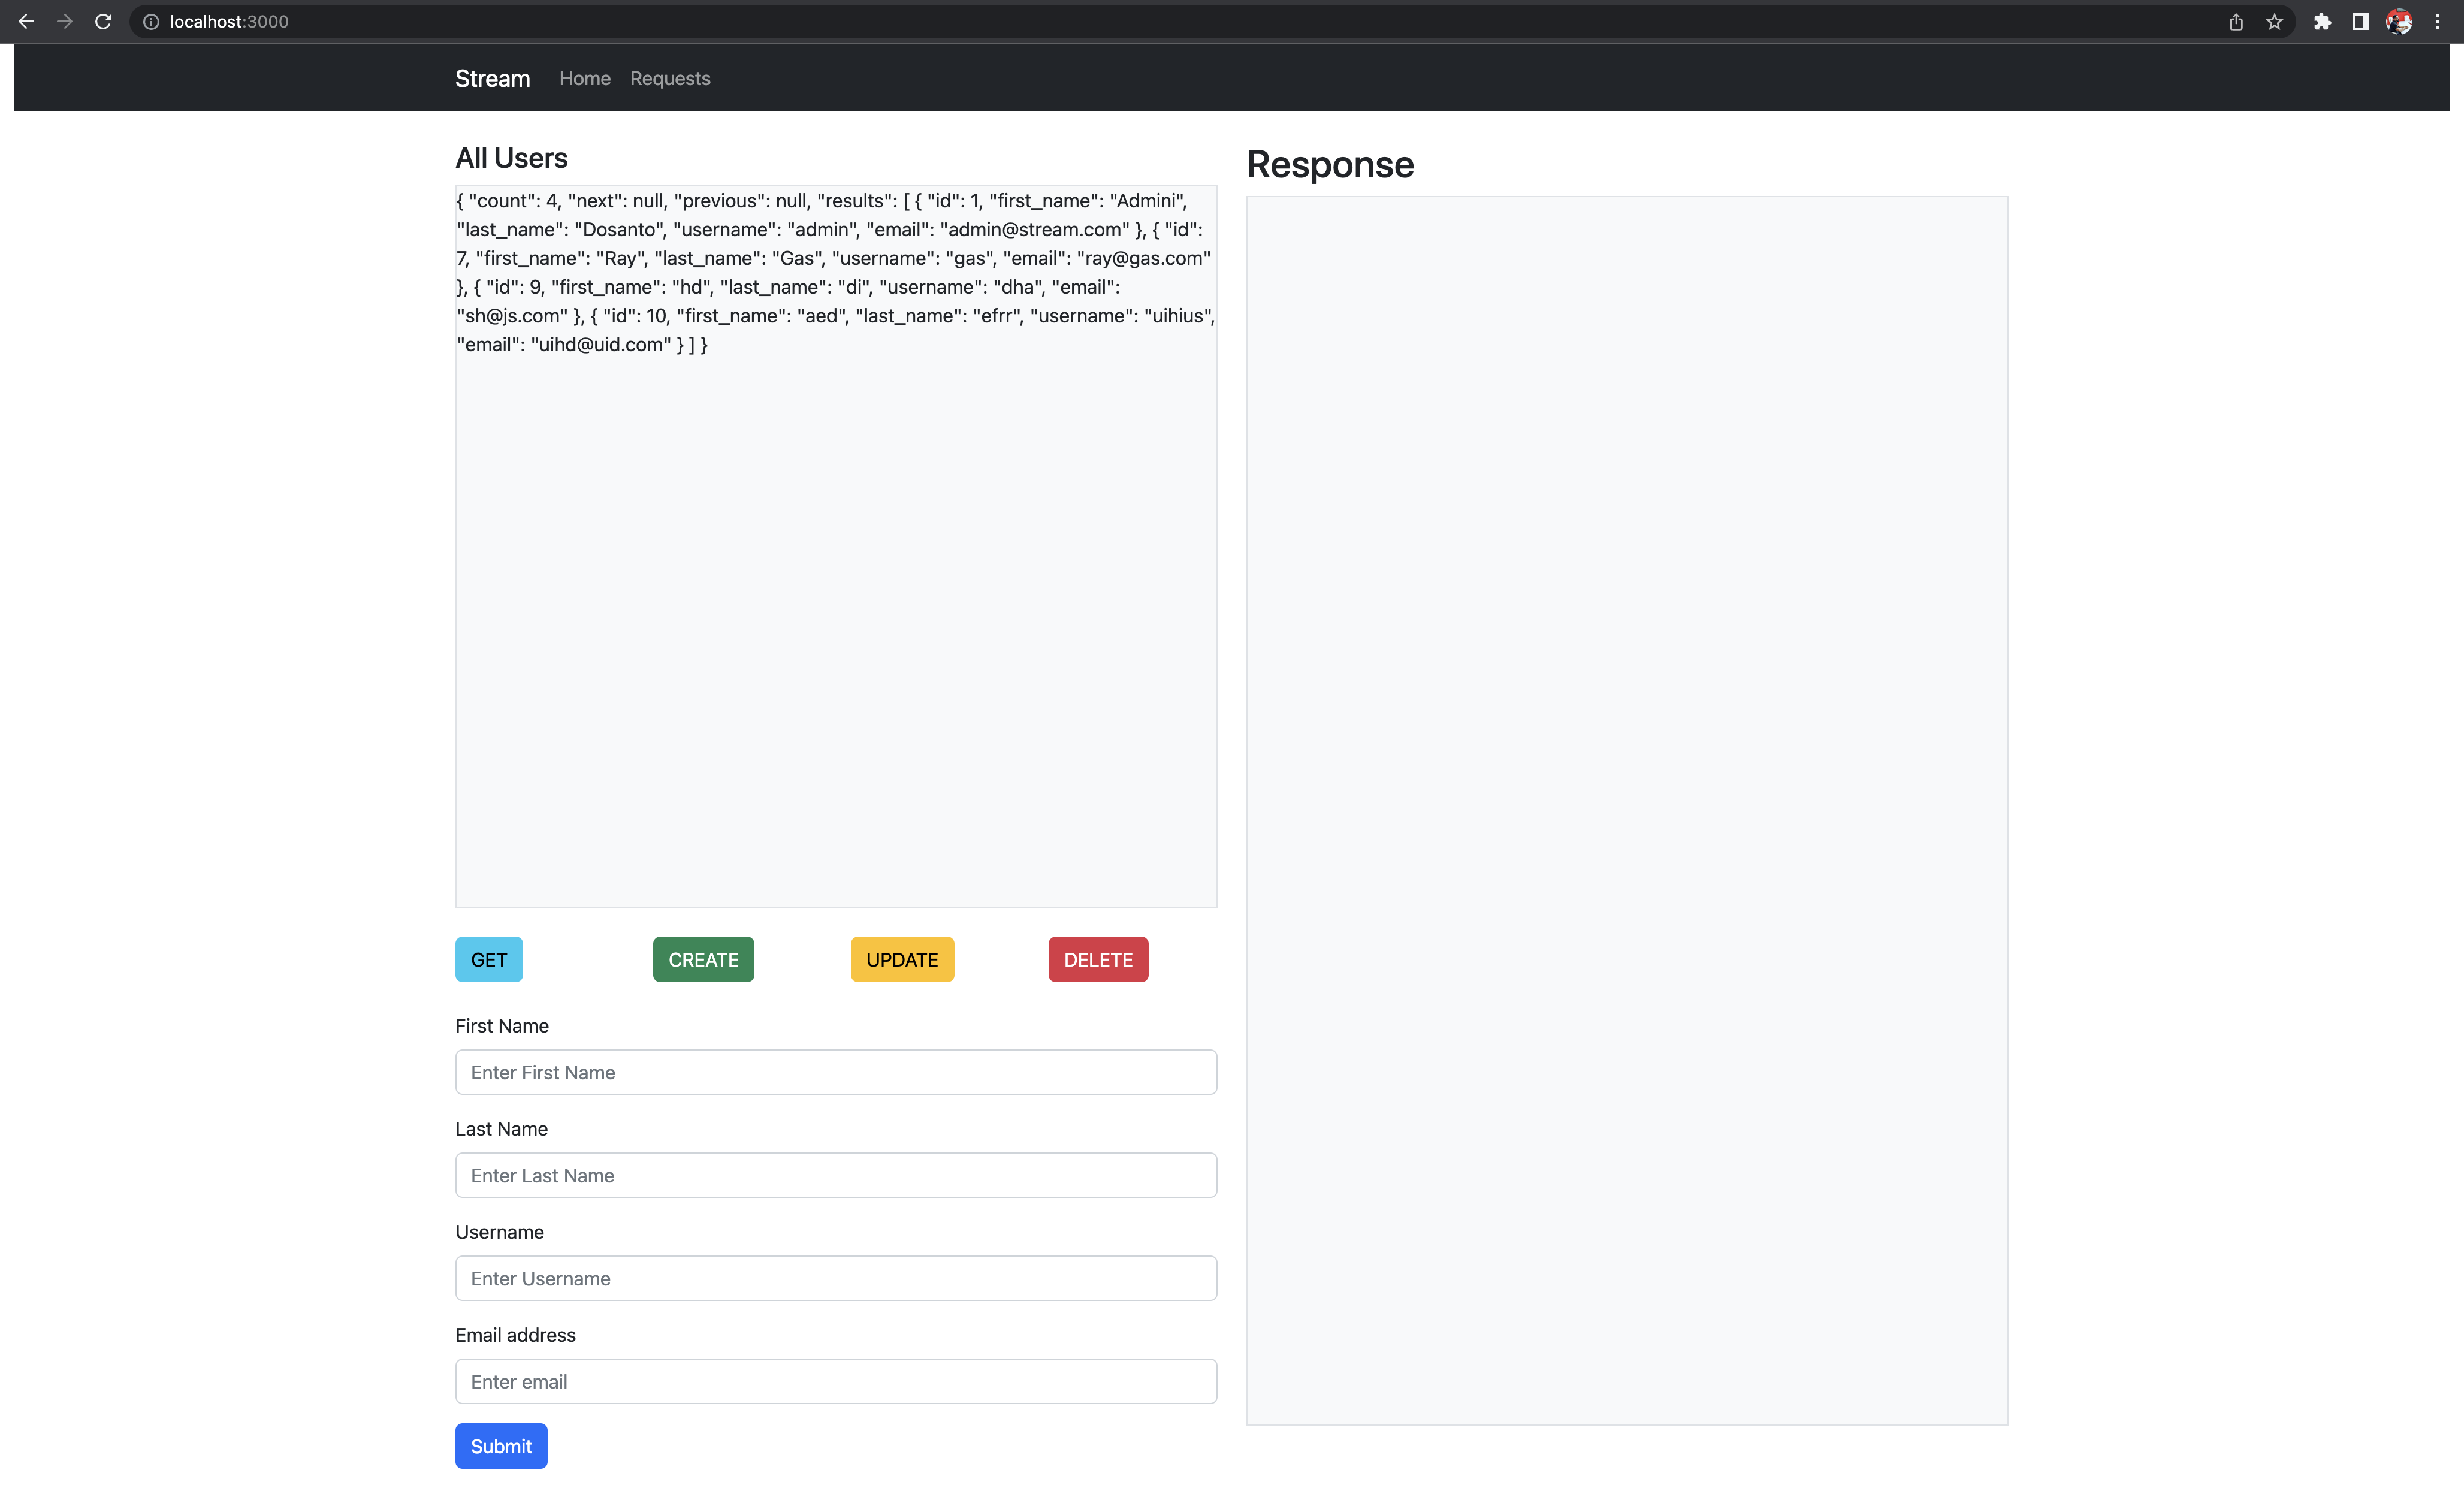 localhost:3000
Stream Home Requests
All Users
{ "count": 4, "next": null, "previous": null, "results": [ { "id": 1, "first_name": "Admini",
"last_name": "Dosanto", "username": "admin", "email": "admin@stream.com" }, { "id":
7, "first_name": "Ray", "last_name": "Gas", "username": "gas", "email": "ray@gas.com"
}, { "id": 9, "first_name": "hd", "last_name": "di", "username": "dha", "email":
"sh@js.com" }, { "id": 10, "first_name": "aed", "last_name": "efrr", "username": "uihius",
"email": "uihd@uid.com" } ] }
GET CREATE UPDATE DELETE
First Name
Enter First Name
Last Name
Enter Last Name
Username
Enter Username
Email address
Enter email
Submit
Response